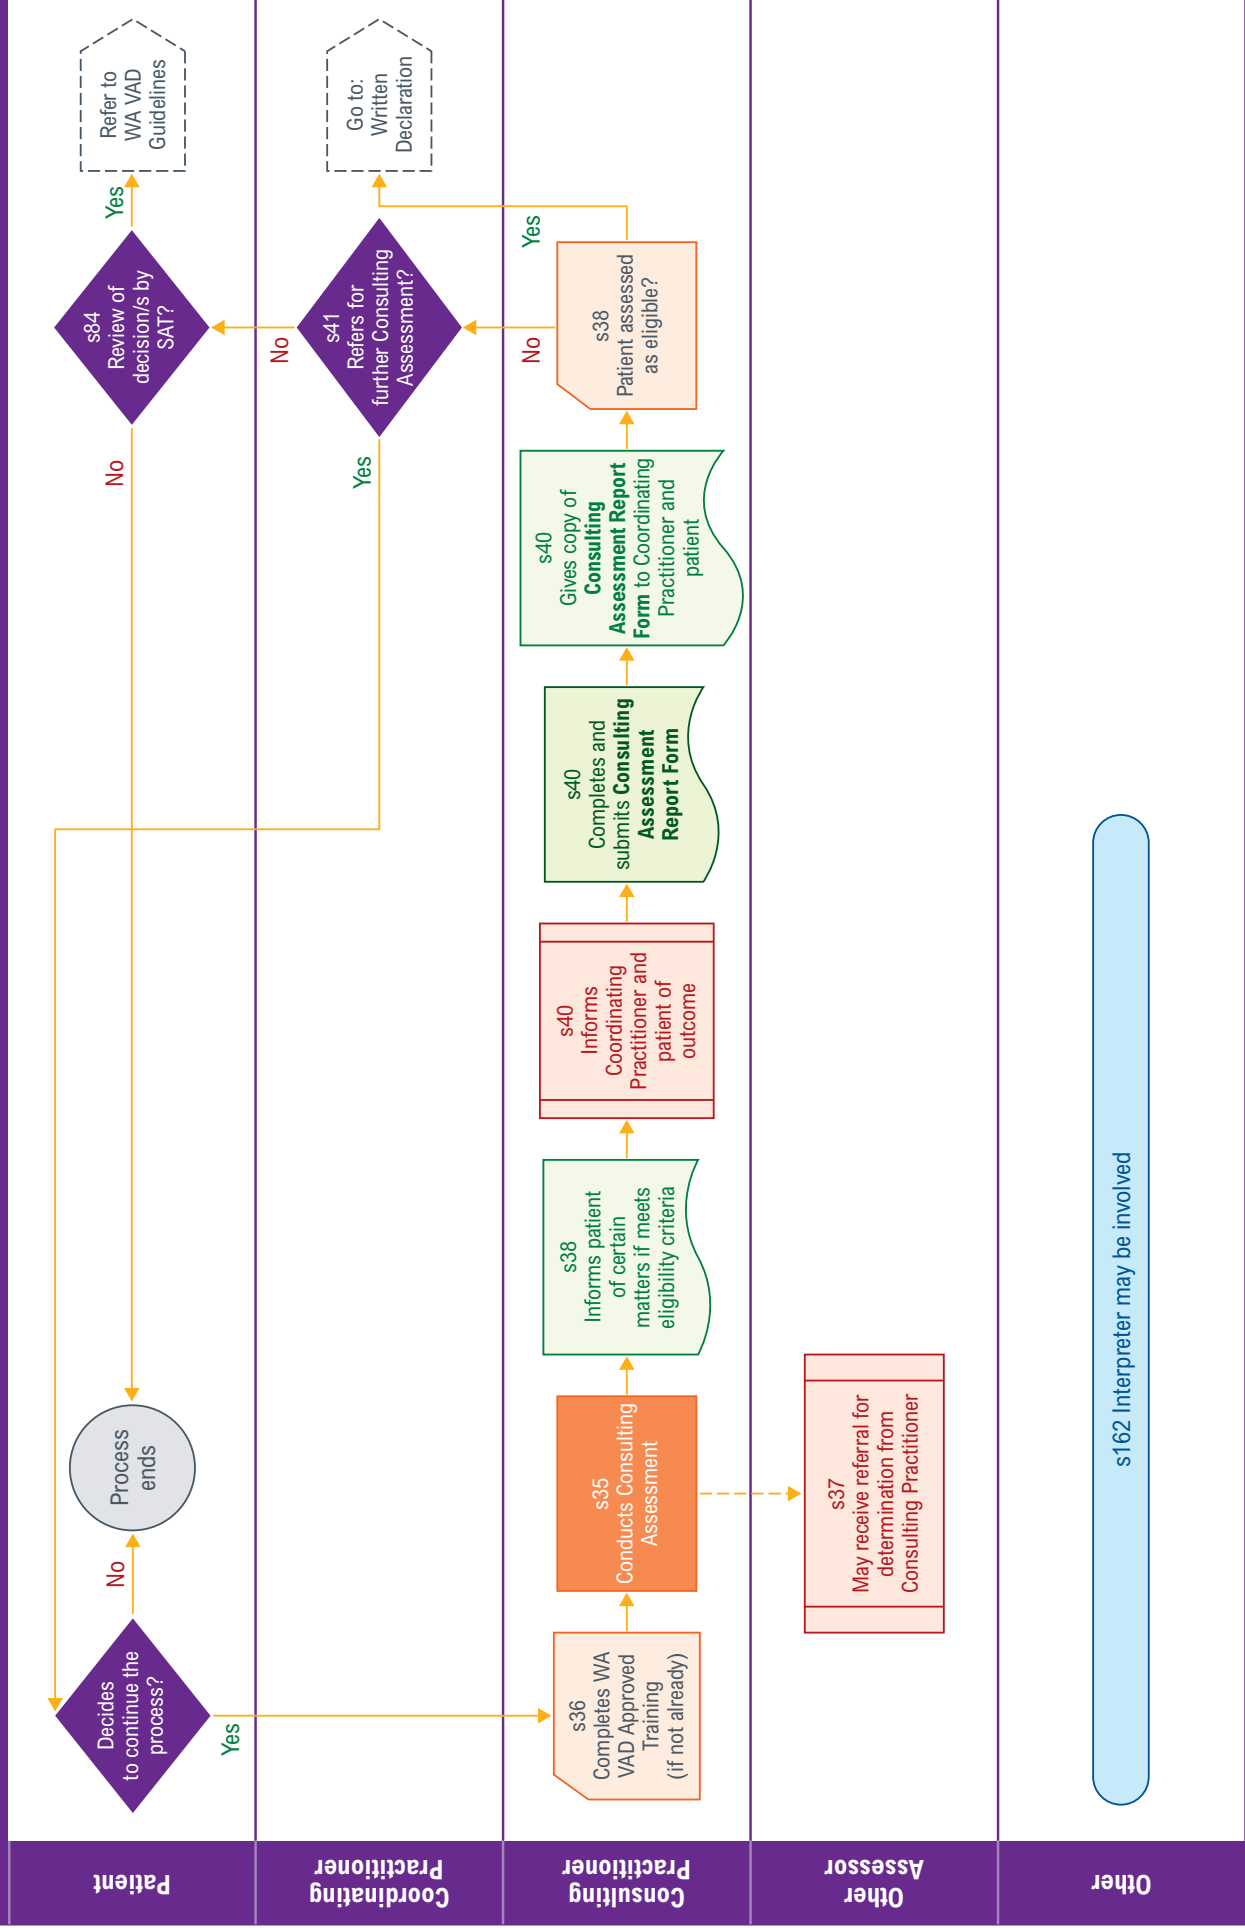 Patient
Decides
to continue the
process?
No
Yes
Process
ends
No
s84
Review of
decision/s by
SAT?
Yes
Refer to
WA VAD
Guidelines
Coordinating
Practitioner
Yes
s41
Refers for
further Consulting
Assessment?
No
Go to:
Written
Declaration
Consulting
Practitioner
s36
Completes WA
VAD Approved
Training
(if not already)
s35
Conducts Consulting
Assessment
s38
Informs patient
of certain
matters if meets
eligibility criteria
s40
Informs
Coordinating
Practitioner and
patient of
outcome
s40
Completes and
submits Consulting
Assessment
Report Form
s40
Gives copy of
Consulting
Assessment Report
Form to Coordinating
Practitioner and
patient
s38
Patient assessed
as eligible?
No
Yes
Other
Assessor
s37
May receive referral for
determination from
Consulting Practitioner
Other
s162 Interpreter may be involved